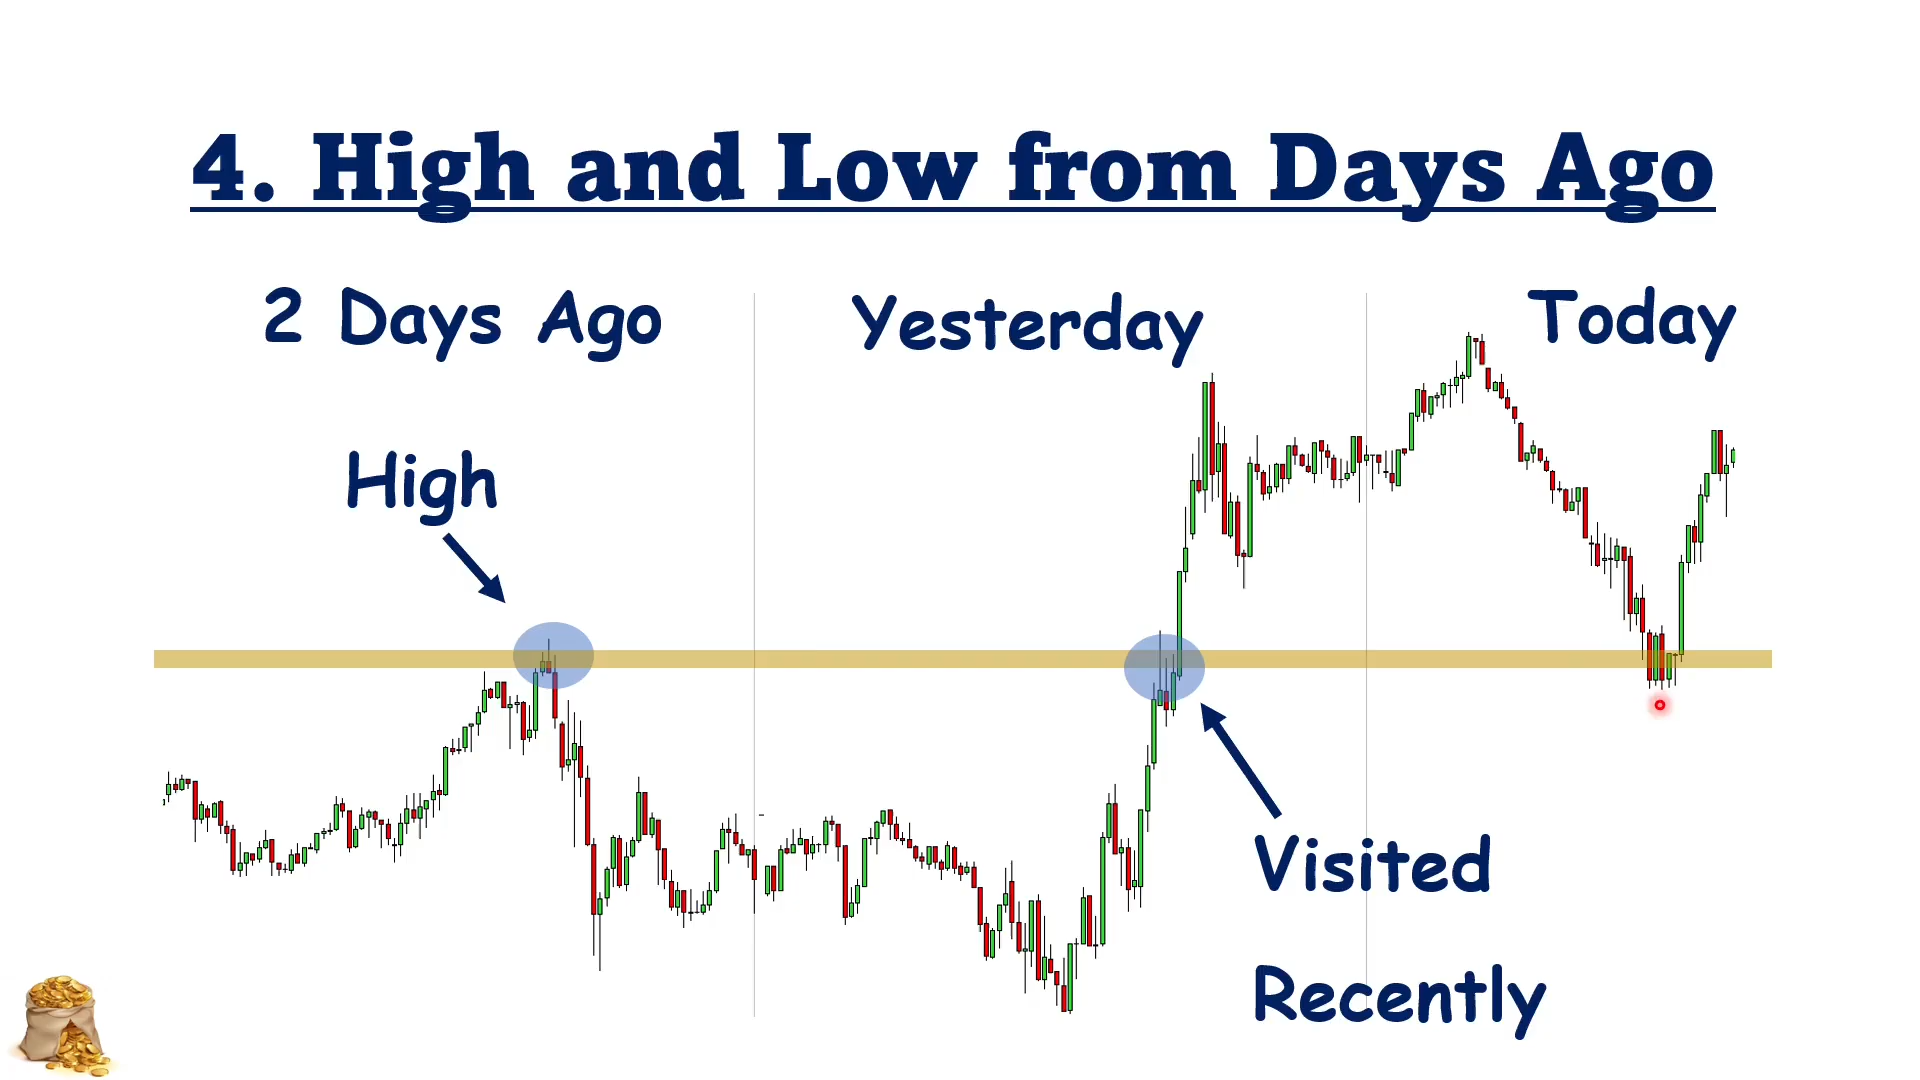 4. High and Low from Days Ago
2 Days Ago
Yesterday
Today
High
Visited
Recently